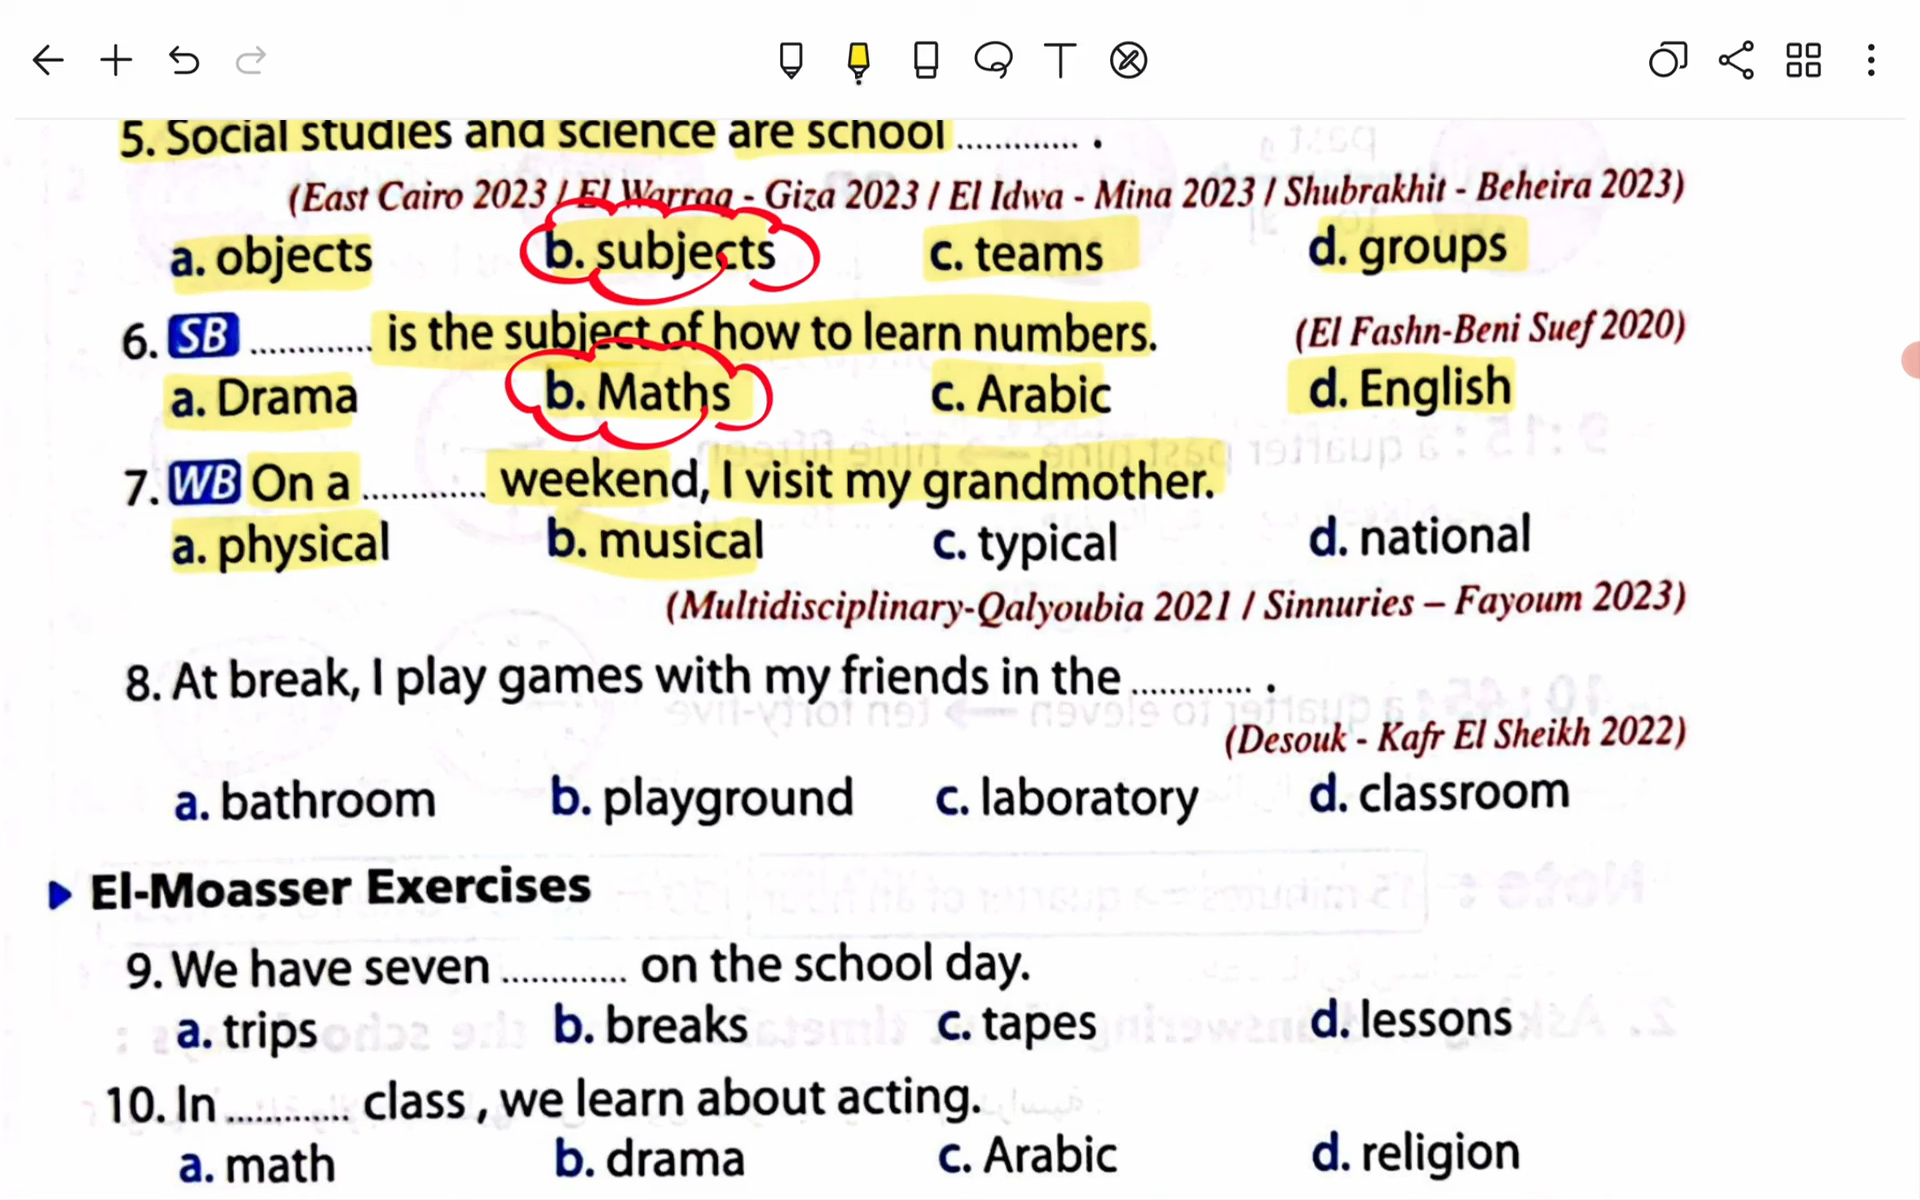 5. Social studies and science are school ............. .
(East Cairo 2023 / El Warraq - Giza 2023 / El Idwa - Mina 2023 / Shubrakhit - Beheira 2023)
a. objects b. subjects c. teams d. groups
6. SB ............. is the subject of how to learn numbers. (El Fashn-Beni Suef 2020)
a. Drama b. Maths c. Arabic d. English
7. WB On a ............. weekend, I visit my grandmother.
a. physical b. musical c. typical d. national
(Multidisciplinary-Qalyoubia 2021 / Sinnuries – Fayoum 2023)
8. At break, I play games with my friends in the ............. .
(Desouk - Kafr El Sheikh 2022)
a. bathroom b. playground c. laboratory d. classroom
El-Moasser Exercises
9. We have seven ............. on the school day.
a. trips b. breaks c. tapes d. lessons
10. In ............. class , we learn about acting.
a. math b. drama c. Arabic d. religion